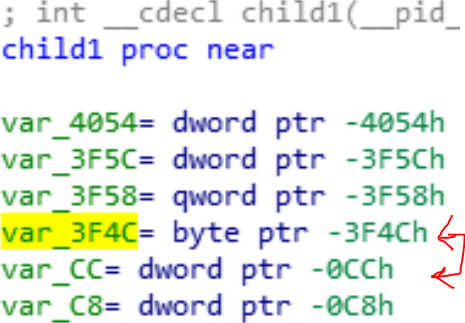 ; int __cdecl child1(__pid_
child1 proc near
var_4054= dword ptr -4054h
var_3F5C= dword ptr -3F5Ch
var_3F58= qword ptr -3F58h
var_3F4C= byte ptr -3F4Ch
var_CC= dword ptr -0CCh
var_C8= dword ptr -0C8h